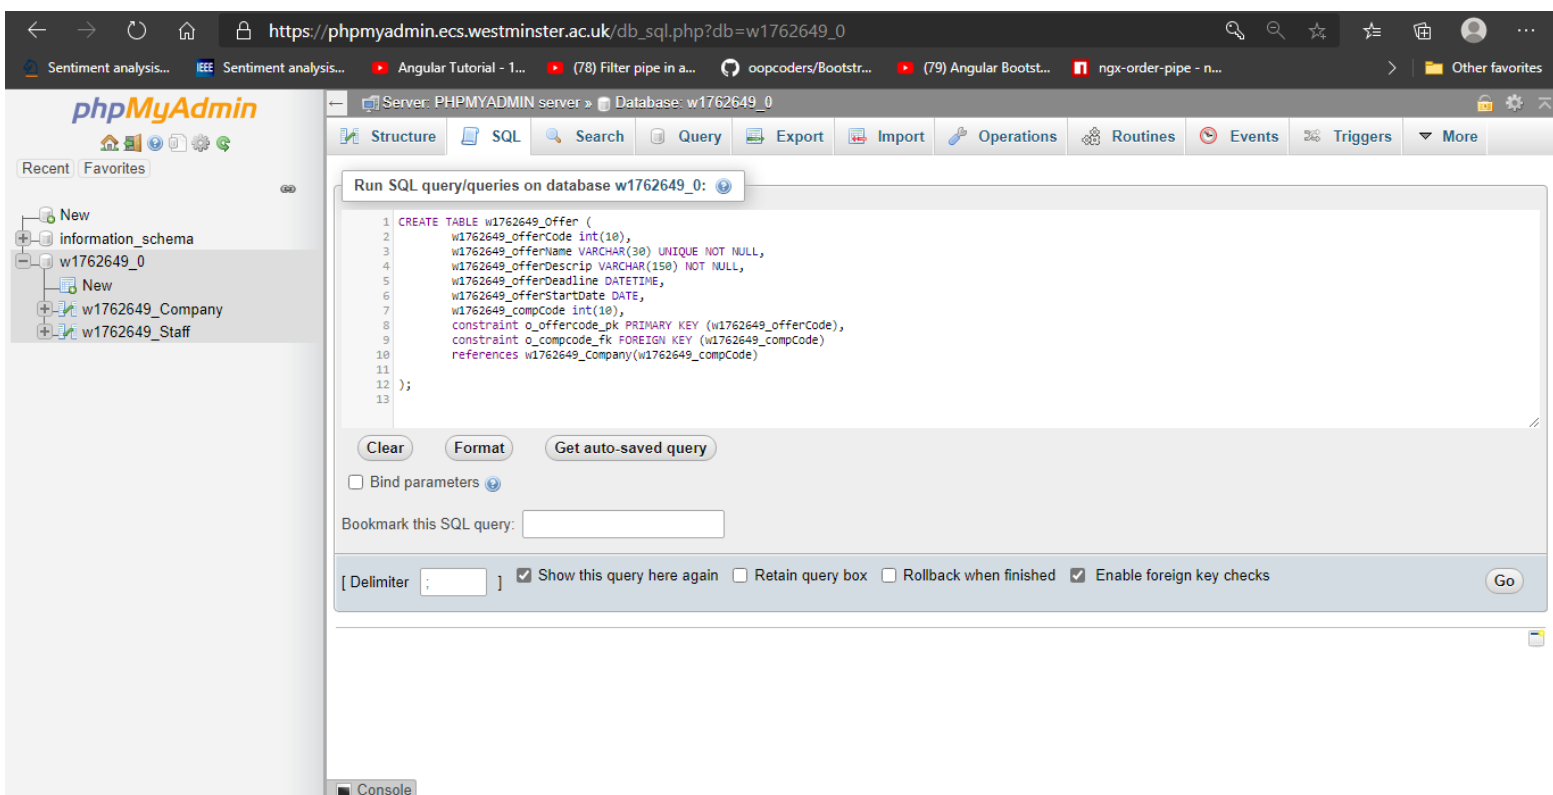 https://phpmyadmin.ecs.westminster.ac.uk/db_sql.php?db=w1762649_0
Sentiment analysis... IEEE Sentiment analysis... Angular Tutorial - 1... (78) Filter pipe in a... oopcoders/Bootstr... (79) Angular Bootst... n ngx-order-pipe - n... Other favorites
phpMyAdmin
Recent Favorites
New
information_schema
w1762649_0
New
w1762649_Company
w1762649_Staff
Server: PHPMYADMIN server » Database: w1762649_0
Structure SQL Search Query Export Import Operations Routines Events Triggers More
Run SQL query/queries on database w1762649_0:
1 CREATE TABLE w1762649_Offer (
2 w1762649_offerCode int(10),
3 w1762649_offerName VARCHAR(30) UNIQUE NOT NULL,
4 w1762649_offerDescrip VARCHAR(150) NOT NULL,
5 w1762649_offerDeadline DATETIME,
6 w1762649_offerStartDate DATE,
7 w1762649_compCode int(10),
8 constraint o_offercode_pk PRIMARY KEY (w1762649_offerCode),
9 constraint o_compcode_fk FOREIGN KEY (w1762649_compCode)
10 references w1762649_Company(w1762649_compCode)
11
12 );
13
Clear Format Get auto-saved query
Bind parameters
Bookmark this SQL query:
[ Delimiter ; ] Show this query here again Retain query box Rollback when finished Enable foreign key checks Go
Console